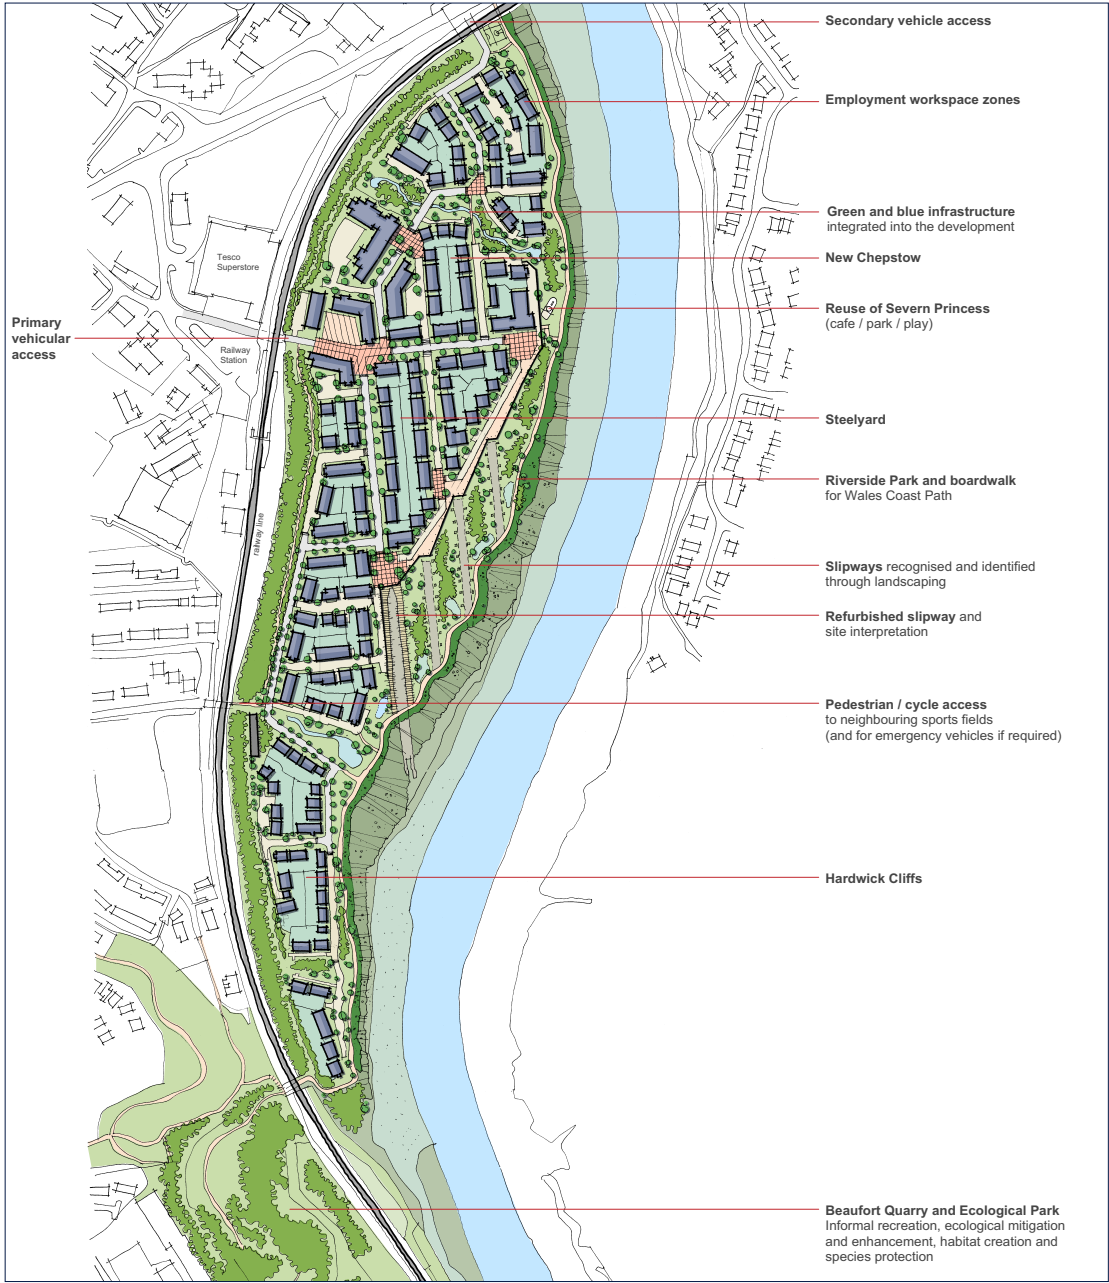 Secondary vehicle access
Employment workspace zones
Green and blue infrastructure
integrated into the development
New Chepstow
Tesco
Superstore
Reuse of Severn Princess
(cafe / park / play)
Primary
vehicular
access
Railway
Station
Steelyard
Riverside Park and boardwalk
for Wales Coast Path
railway line
Slipways recognised and identified
through landscaping
Refurbished slipway and
site interpretation
Pedestrian / cycle access
to neighbouring sports fields
(and for emergency vehicles if required)
Hardwick Cliffs
Beaufort Quarry and Ecological Park
Informal recreation, ecological mitigation
and enhancement, habitat creation and
species protection